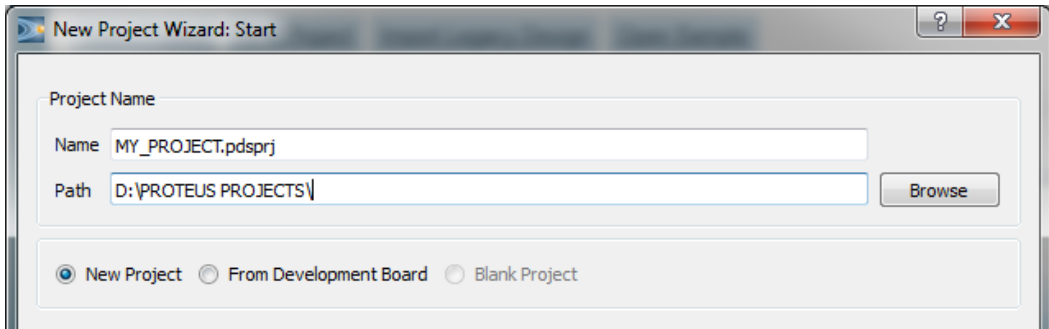 New Project Wizard: Start
Project Name
Name MY_PROJECT.pdsprj
Path D:\PROTEUS PROJECTS\ Browse
New Project From Development Board Blank Project